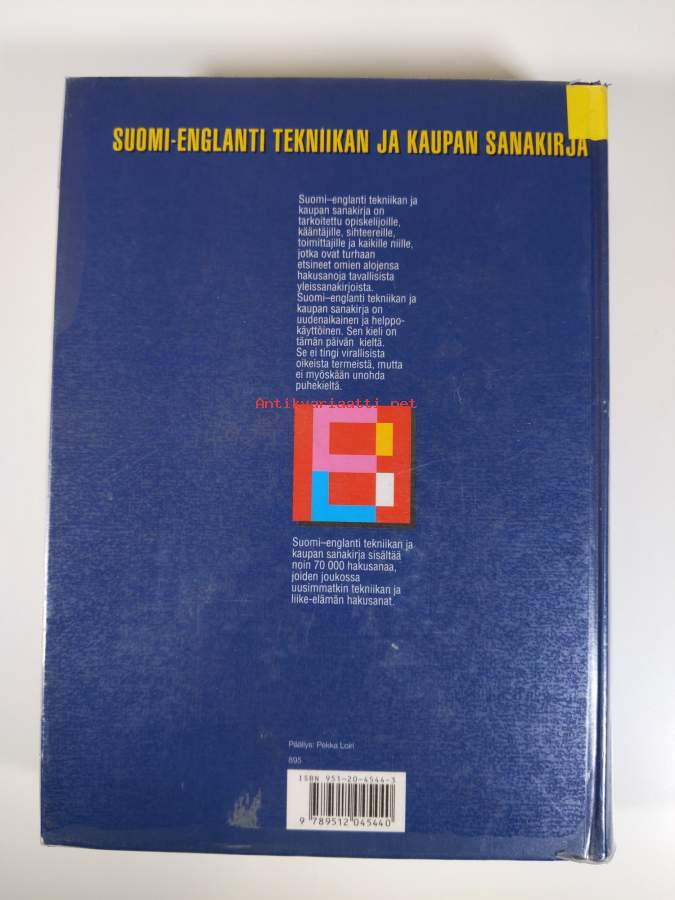 SUOMI-ENGLANTI TEKNIIKAN JA KAUPAN SANAKIRJA
Suomi–englanti tekniikan ja
kaupan sanakirja on
tarkoitettu opiskelijoille,
kääntäjille, sihteereille,
toimittajille ja kaikille niille,
jotka ovat turhaan
etsineet omien alojensa
hakusanoja tavallisista
yleissanakirjoista.
Suomi–englanti tekniikan ja
kaupan sanakirja on
uudenaikainen ja helppo-
käyttöinen. Sen kieli on
tämän päivän kieltä.
Se ei tingi virallisista
oikeista termeistä, mutta
ei myöskään unohda
puhekieltä.
Antikvariaatti.net
Suomi–englanti tekniikan ja
kaupan sanakirja sisältää
noin 70 000 hakusanaa,
joiden joukossa
uusimmatkin tekniikan ja
liike-elämän hakusanat.
Päällys: Pekka Loiri
895
ISBN 951-20-4544-3
9 789512 045440